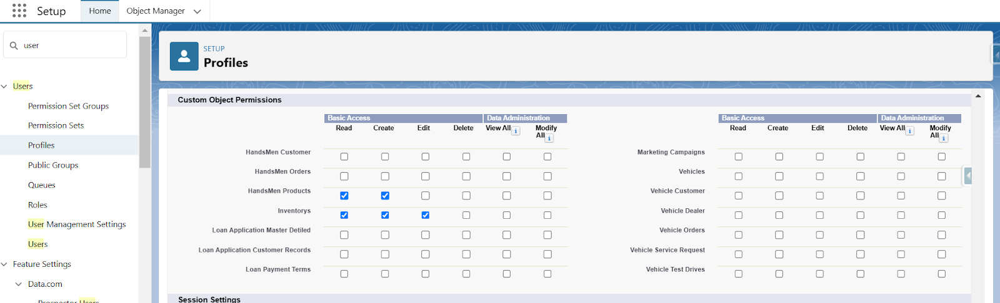 Setup
Home
Object Manager
user
Users
Permission Set Groups
Permission Sets
Profiles
Public Groups
Queues
Roles
User Management Settings
Users
Feature Settings
Data.com
Prospector Users
SETUP
Profiles
Custom Object Permissions
Basic Access Data Administration
Read Create Edit Delete View All Modify All
HandsMen Customer
HandsMen Orders
HandsMen Products
Inventorys
Loan Application Master Detiled
Loan Application Customer Records
Loan Payment Terms
Basic Access Data Administration
Read Create Edit Delete View All Modify All
Marketing Campaigns
Vehicles
Vehicle Customer
Vehicle Dealer
Vehicle Orders
Vehicle Service Request
Vehicle Test Drives
Session Settings